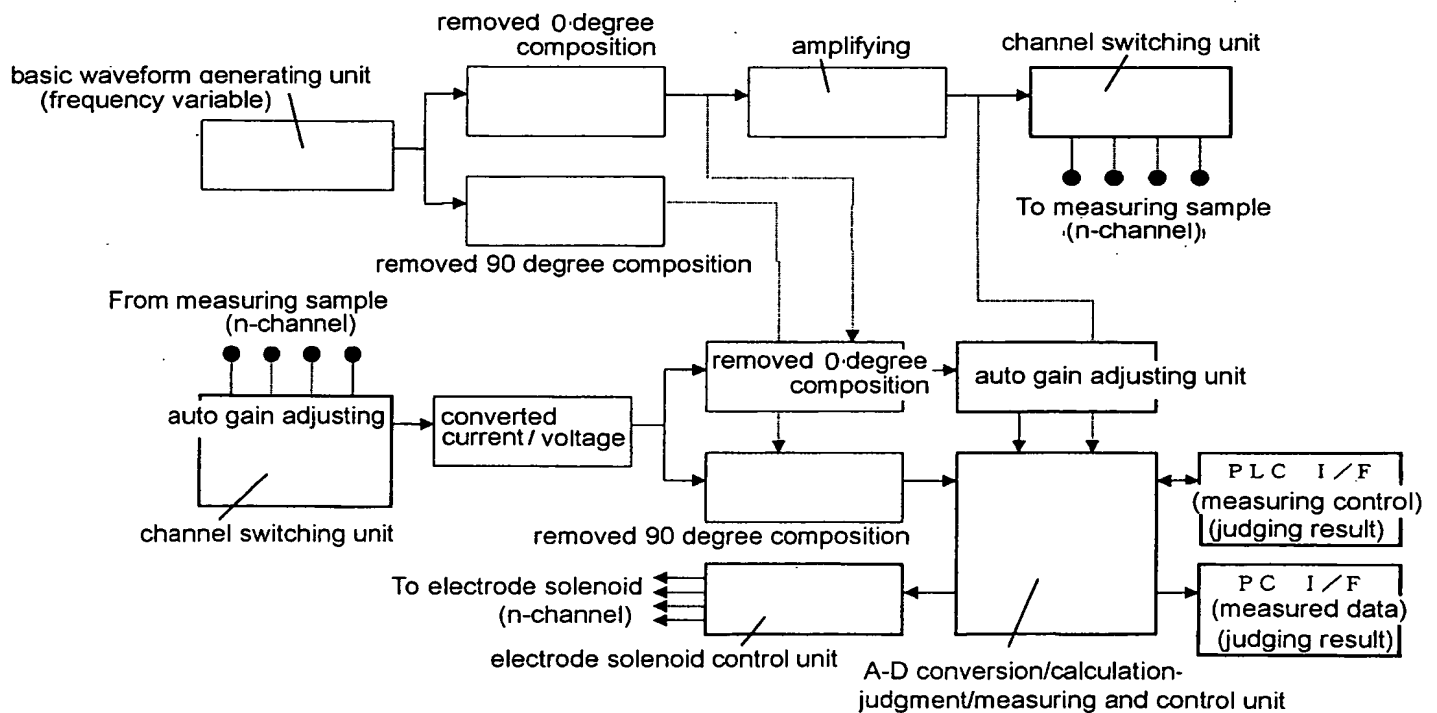 removed 0 degree
composition
amplifying
channel switching unit
basic waveform generating unit
(frequency variable)
To measuring sample
(n-channel)
removed 90 degree composition
From measuring sample
(n-channel)
removed 0 degree
composition
auto gain adjusting unit
auto gain adjusting
converted
current / voltage
PLC I/F
(measuring control)
(judging result)
channel switching unit
removed 90 degree composition
To electrode solenoid
(n-channel)
PC I/F
(measured data)
(judging result)
electrode solenoid control unit
A-D conversion/calculation-
judgment/measuring and control unit